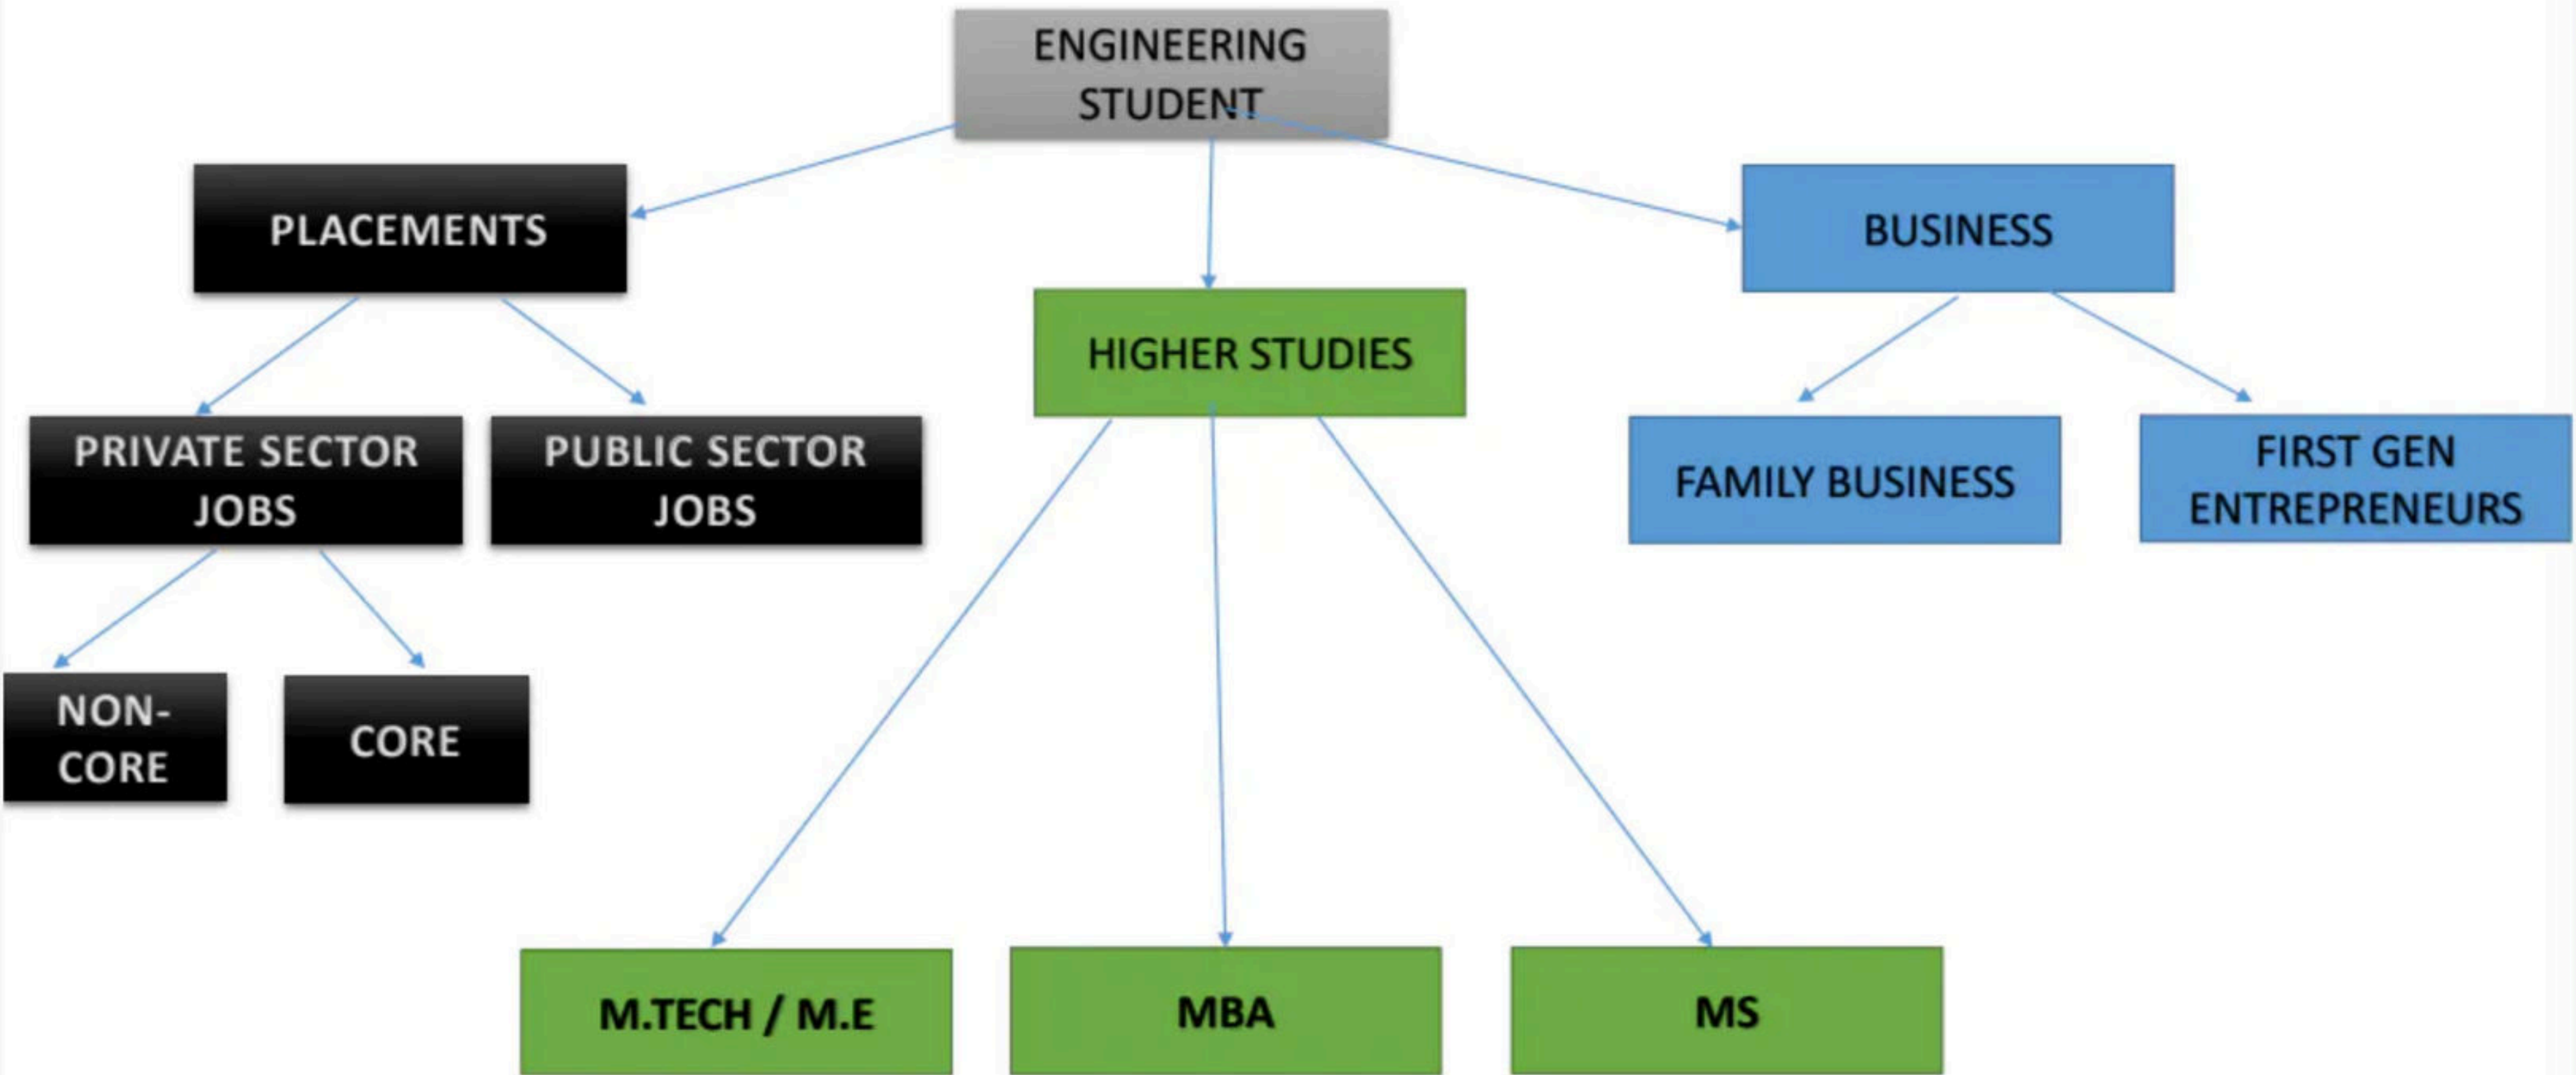 ENGINEERING
STUDENT
PLACEMENTS
BUSINESS
HIGHER STUDIES
PRIVATE SECTOR
JOBS
PUBLIC SECTOR
JOBS
FAMILY BUSINESS
FIRST GEN
ENTREPRENEURS
NON-
CORE
CORE
M.TECH / M.E
MBA
MS